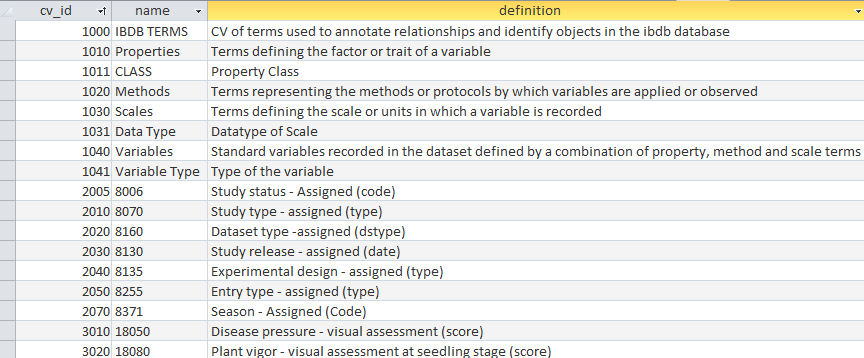 cv_id name definition
1000 IBDB TERMS CV of terms used to annotate relationships and identify objects in the ibdb database
1010 Properties Terms defining the factor or trait of a variable
1011 CLASS Property Class
1020 Methods Terms representing the methods or protocols by which variables are applied or observed
1030 Scales Terms defining the scale or units in which a variable is recorded
1031 Data Type Datatype of Scale
1040 Variables Standard variables recorded in the dataset defined by a combination of property, method and scale terms
1041 Variable Type Type of the variable
2005 8006 Study status - Assigned (code)
2010 8070 Study type - assigned (type)
2020 8160 Dataset type -assigned (dstype)
2030 8130 Study release - assigned (date)
2040 8135 Experimental design - assigned (type)
2050 8255 Entry type - assigned (type)
2070 8371 Season - Assigned (Code)
3010 18050 Disease pressure - visual assessment (score)
3020 18080 Plant vigor - visual assessment at seedling stage (score)